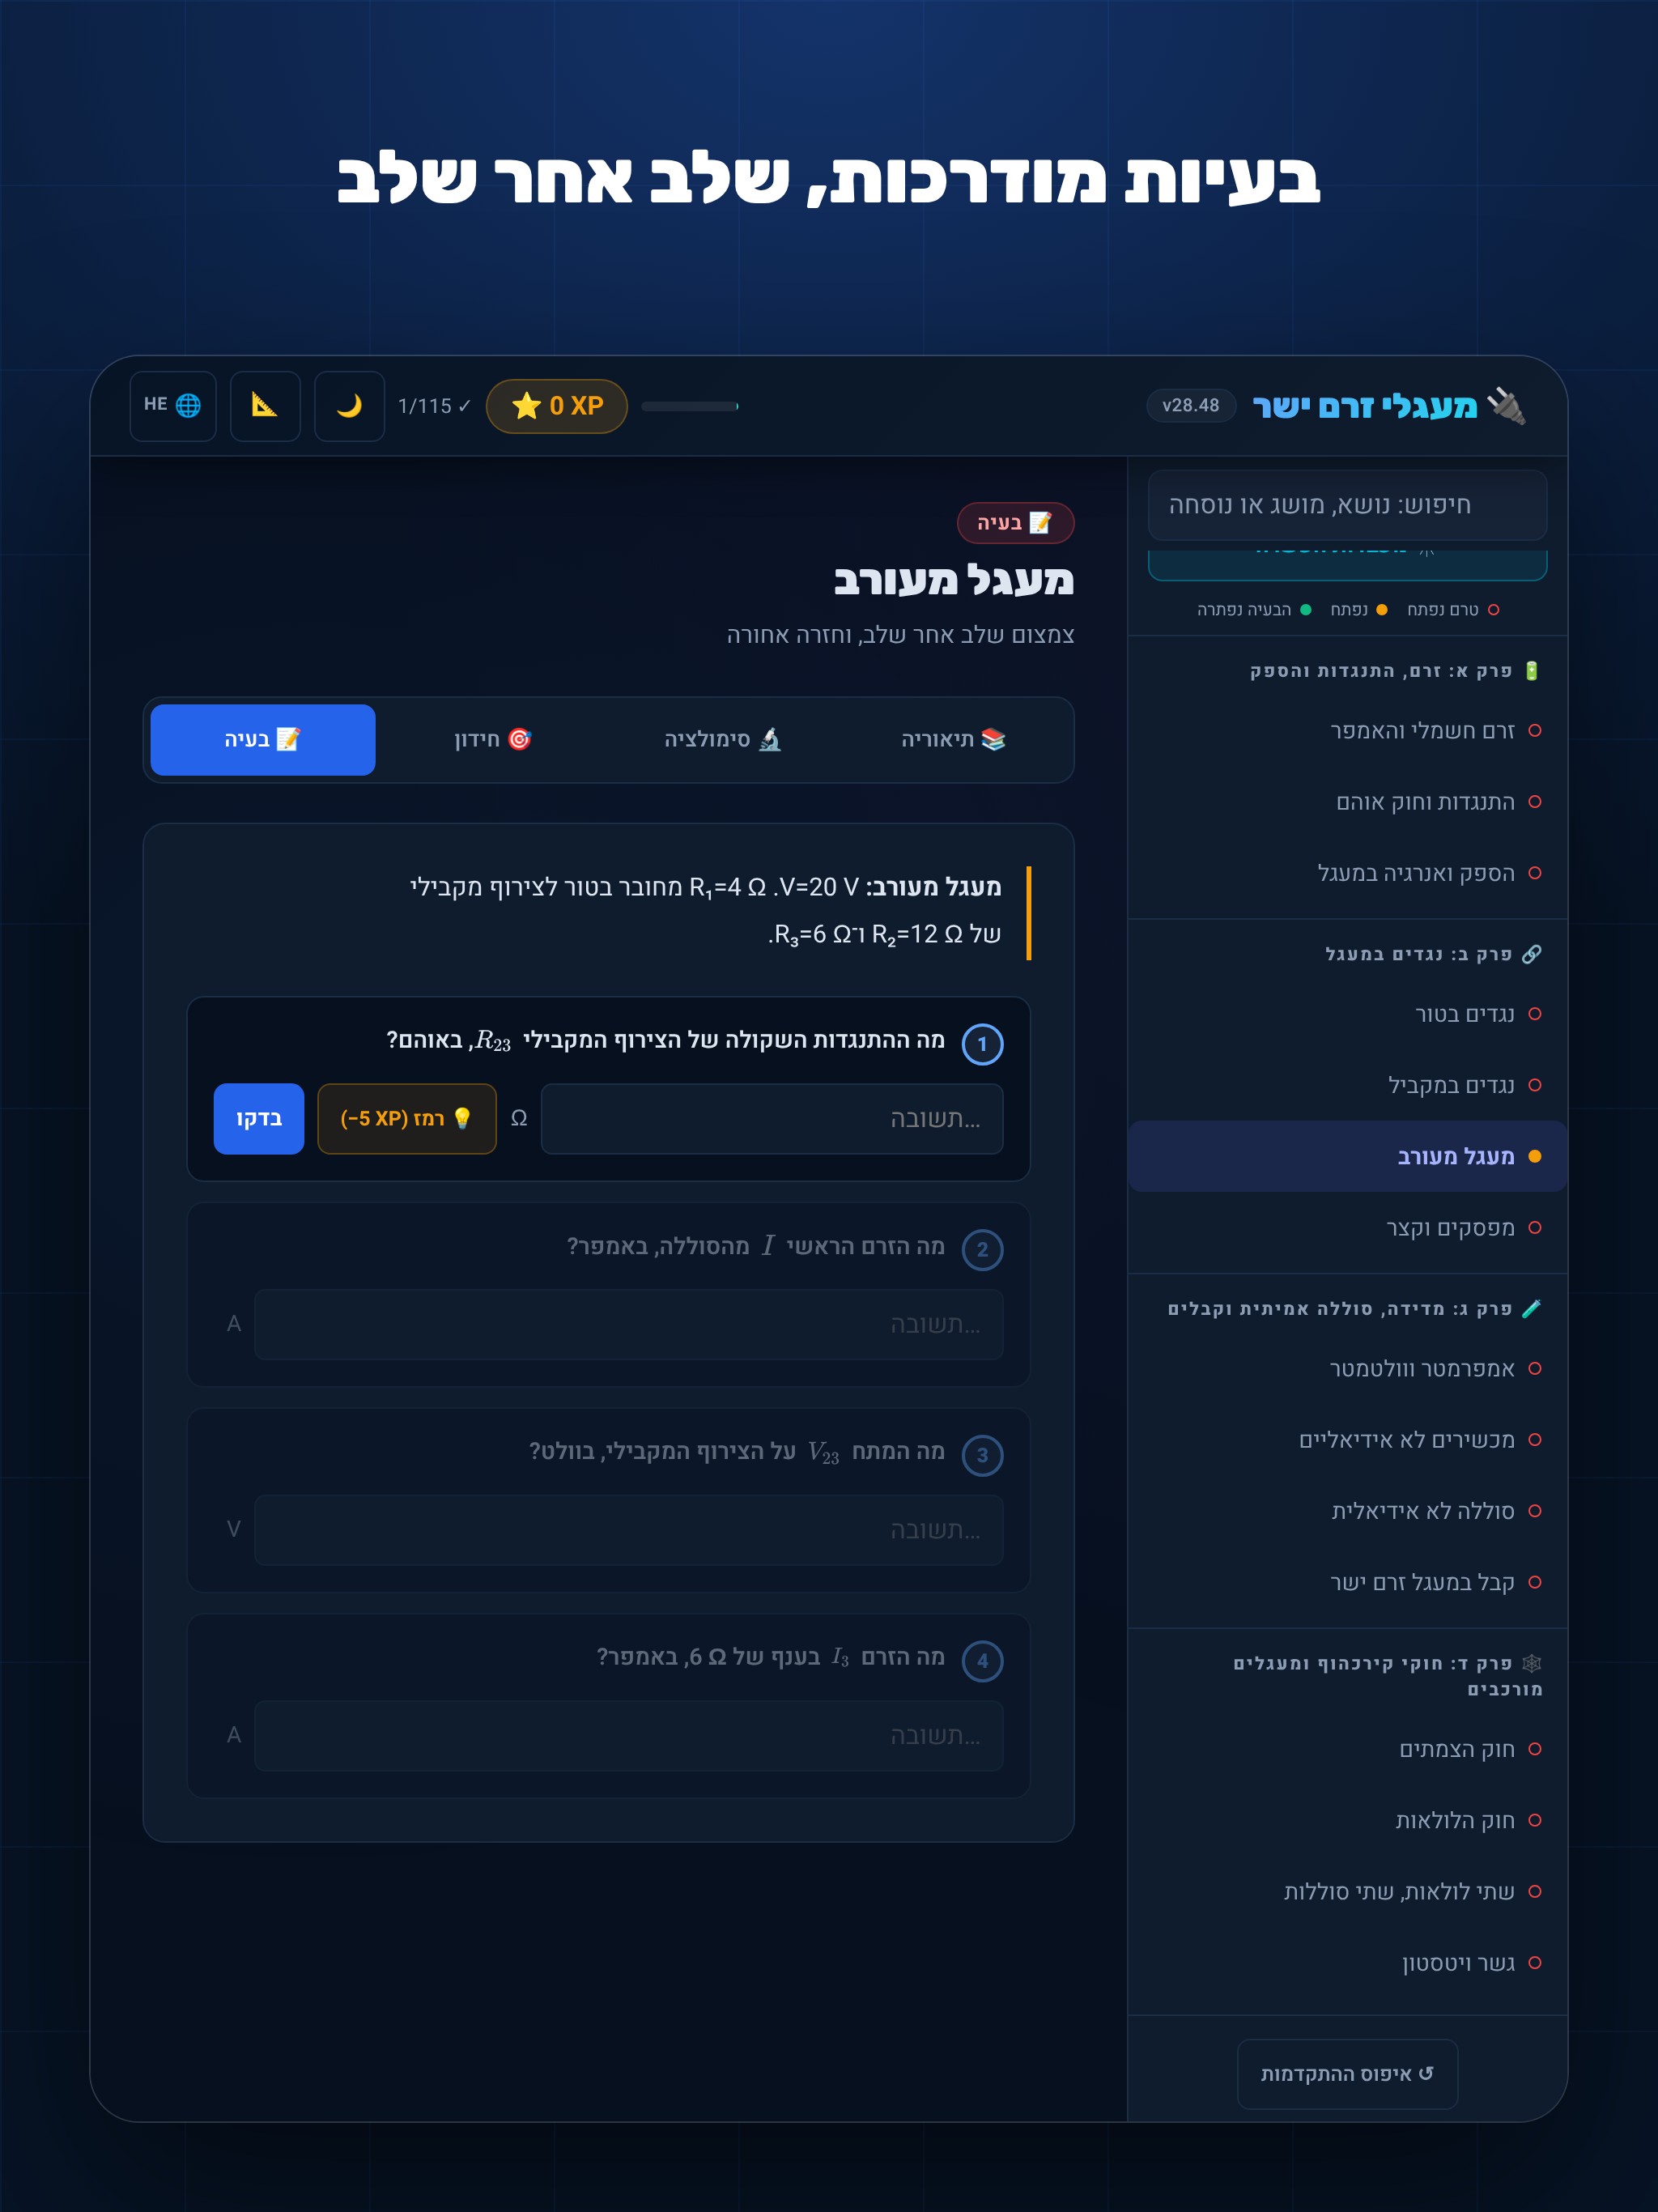 בעיות מודרכות, שלב אחר שלב
🔌 מעגלי זרם ישר v28.48
⭐ 0 XP
1/115 ✓
🌙
📐
🌐 HE
חיפוש: נושא, מושג או נוסחה
טרם נפתח נפתח הבעיה נפתרה
🔋 פרק א: זרם, התנגדות והספק
זרם חשמלי והאמפר
התנגדות וחוק אוהם
הספק ואנרגיה במעגל
🔗 פרק ב: נגדים במעגל
נגדים בטור
נגדים במקביל
מעגל מעורב
מפסקים וקצר
🧪 פרק ג: מדידה, סוללה אמיתית וקבלים
אמפרמטר ווולטמטר
מכשירים לא אידיאליים
סוללה לא אידיאלית
קבל במעגל זרם ישר
🕸️ פרק ד: חוקי קירכהוף ומעגלים
מורכבים
חוק הצמתים
חוק הלולאות
שתי לולאות, שתי סוללות
גשר ויטסטון
↺ איפוס ההתקדמות
📝 בעיה
מעגל מעורב
צמצום שלב אחר שלב, וחזרה אחורה
📚 תיאוריה 🔬 סימולציה 🎯 חידון 📝 בעיה
מעגל מעורב: V=20 V. R₁=4 Ω מחובר בטור לצירוף מקבילי
של R₂=12 Ω ו־R₃=6 Ω.
1 מה ההתנגדות השקולה של הצירוף המקבילי R₂₃, באוהם?
תשובה... Ω 💡 רמז (−5 XP) בדקו
2 מה הזרם הראשי I מהסוללה, באמפר?
תשובה... A
3 מה המתח V₂₃ על הצירוף המקבילי, בוולט?
תשובה... V
4 מה הזרם I₃ בענף של 6 Ω, באמפר?
תשובה... A